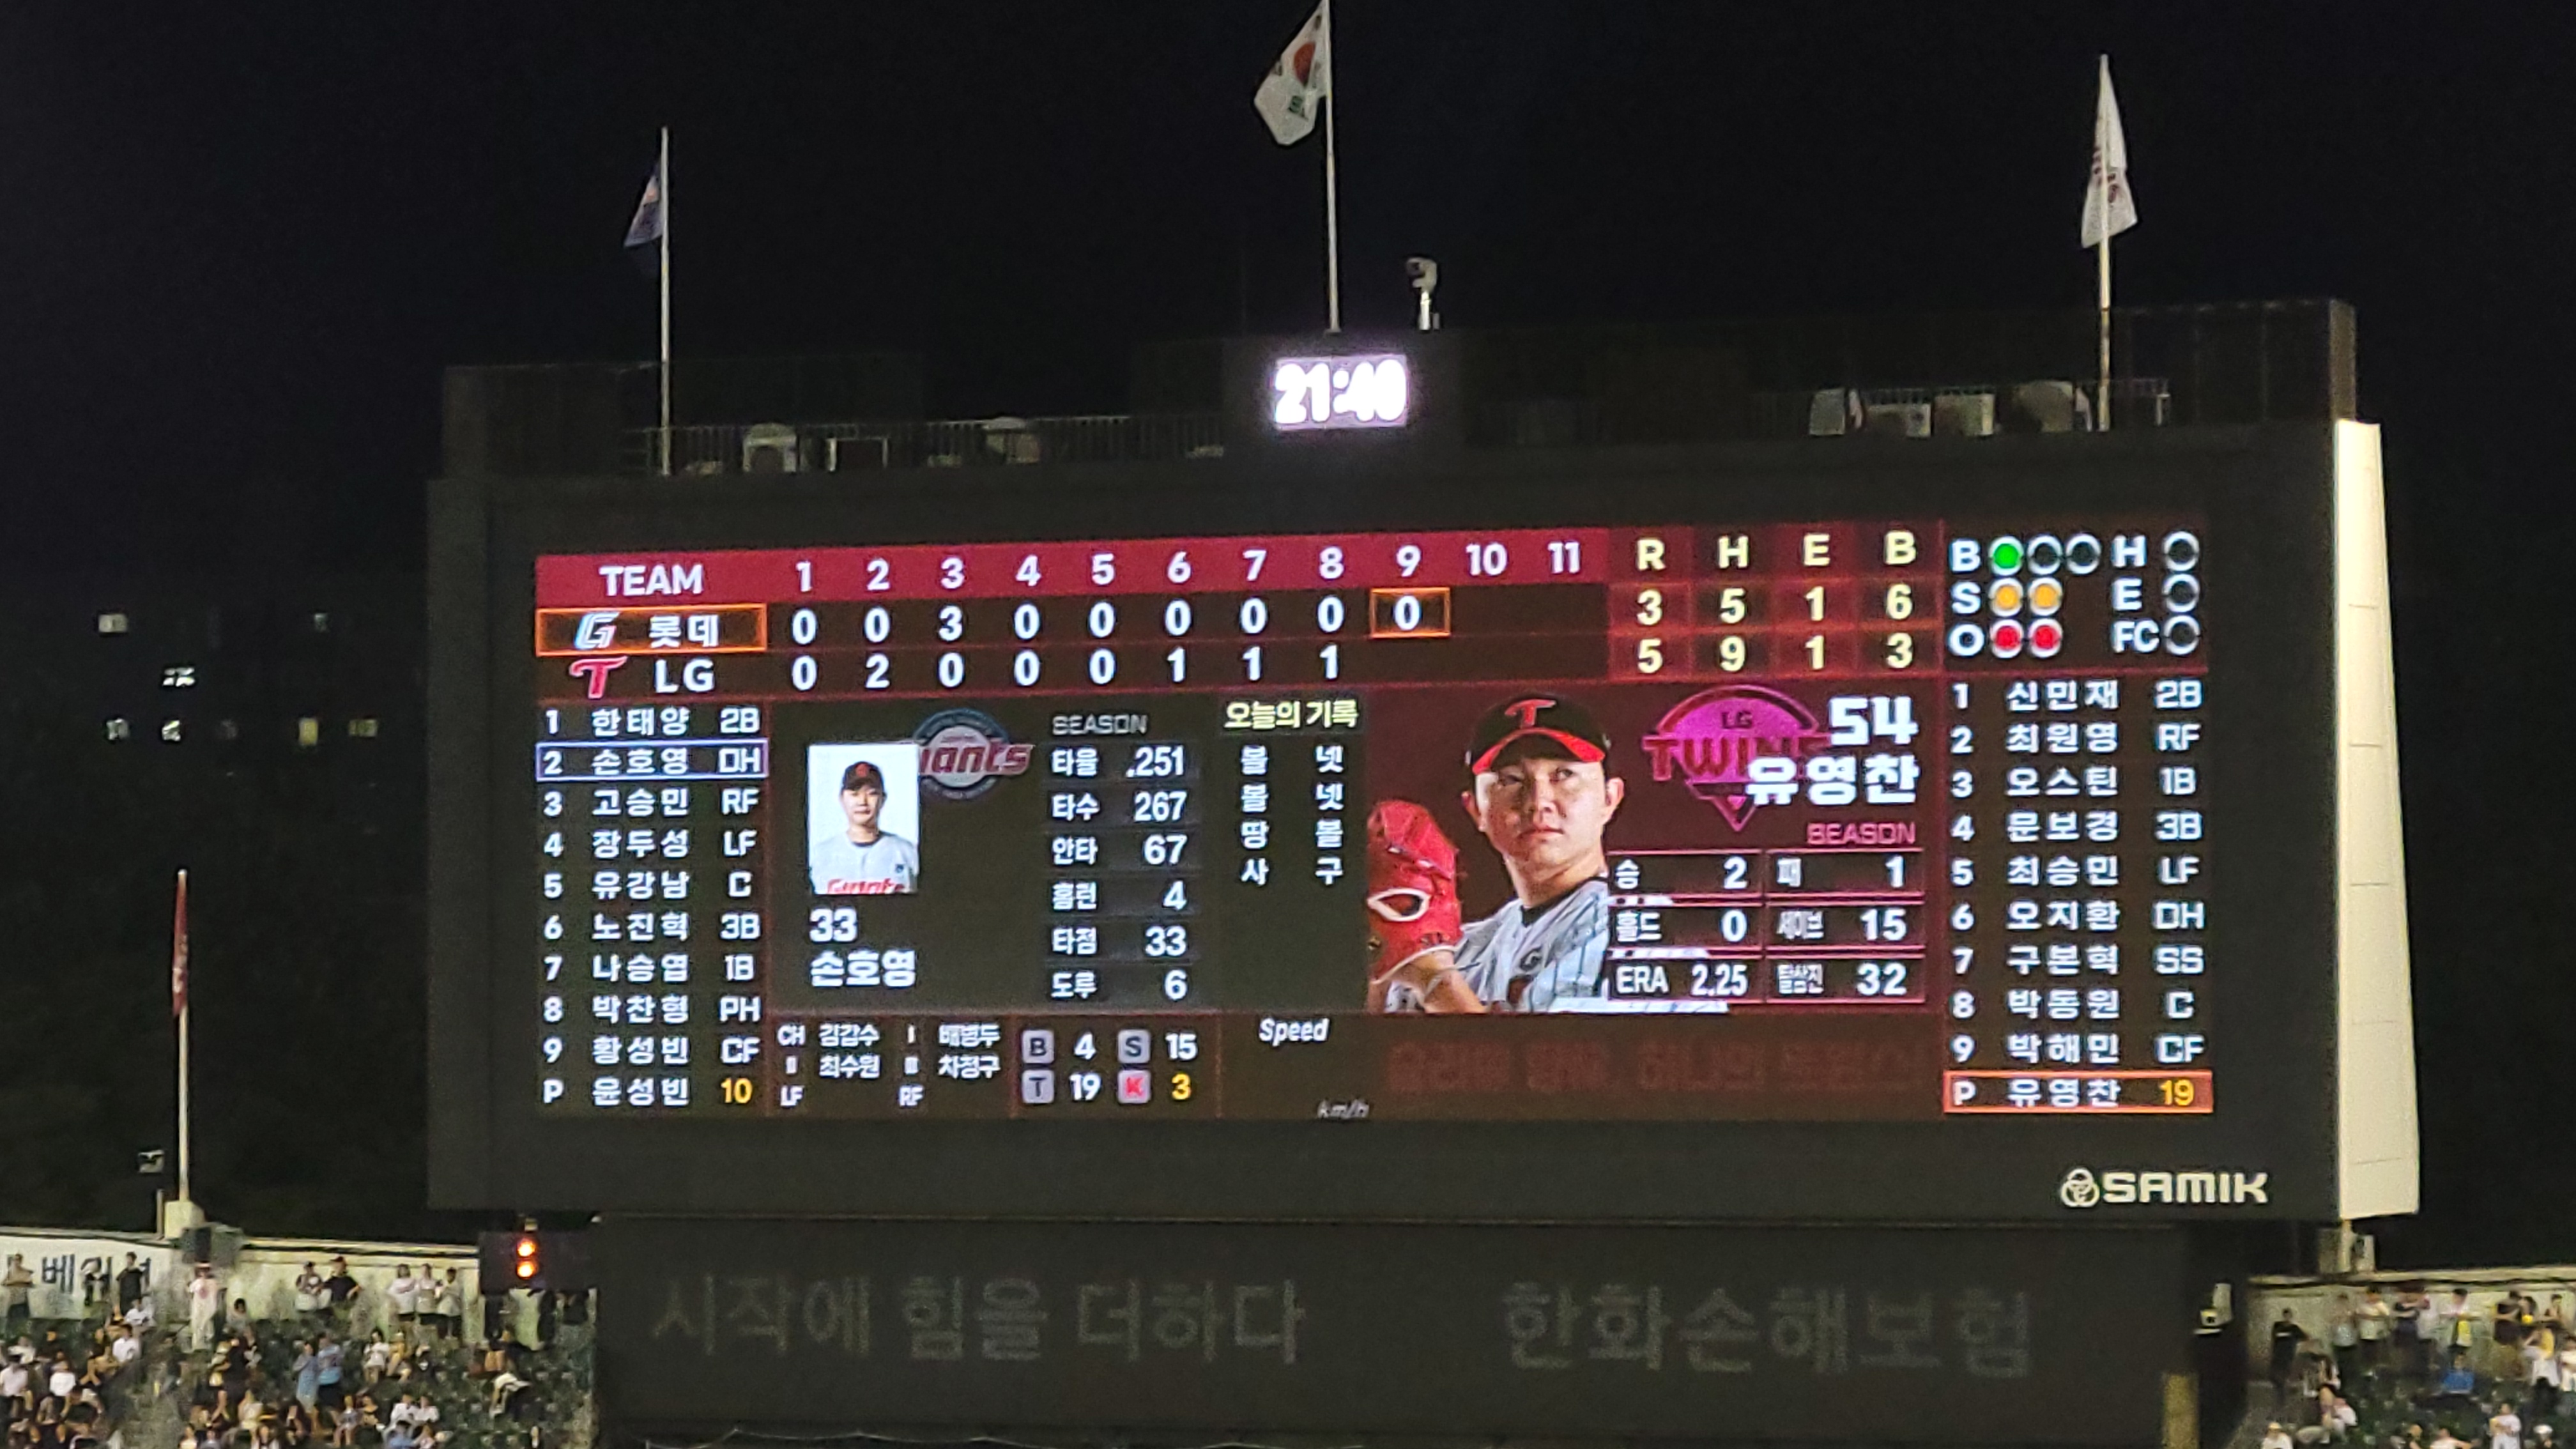 21:40
TEAM 1 2 3 4 5 6 7 8 9 10 11 R H E B
G 롯데 0 0 3 0 0 0 0 0 0 3 5 1 6
T LG 0 2 0 0 0 1 1 1 5 9 1 3
B H
S E
O FC
1 한태양 2B
2 손호영 DH
3 고승민 RF
4 장두성 LF
5 유강남 C
6 노진혁 3B
7 나승엽 1B
8 박찬형 PH
9 황성빈 CF
P 윤성빈 10
Giants
33
손호영
SEASON
타율 .251
타수 267
안타 67
홈런 4
타점 33
도루 6
오늘의 기록
볼 넷
볼 넷
땅 볼
사 구
CH 김갑수 I 배병두
II 최수원 III 차정구
LF RF
B 4 S 15
T 19 K 3
Speed
km/h
LG
TWINS
54
유영찬
SEASON
승 2 패 1
홀드 0 세이브 15
ERA 2.25 탈삼진 32
1 신민재 2B
2 최원영 RF
3 오스틴 1B
4 문보경 3B
5 최승민 LF
6 오지환 DH
7 구본혁 SS
8 박동원 C
9 박해민 CF
P 유영찬 19
SAMIK
시작에 힘을 더하다 한화손해보험